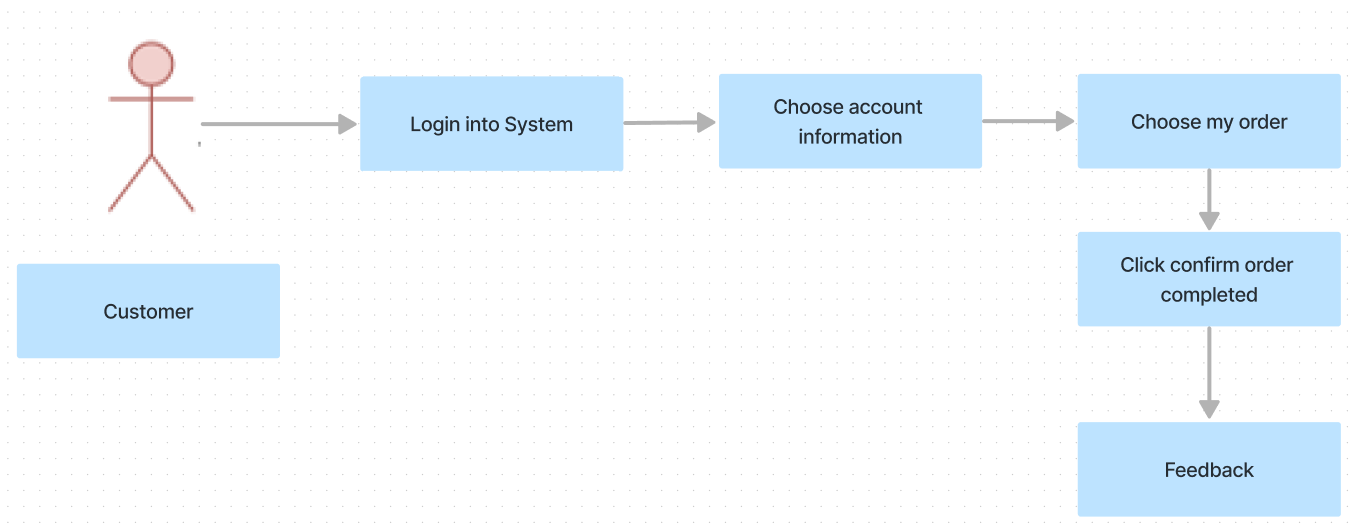 Login into System
Choose account
information
Choose my order
Click confirm order
completed
Customer
Feedback